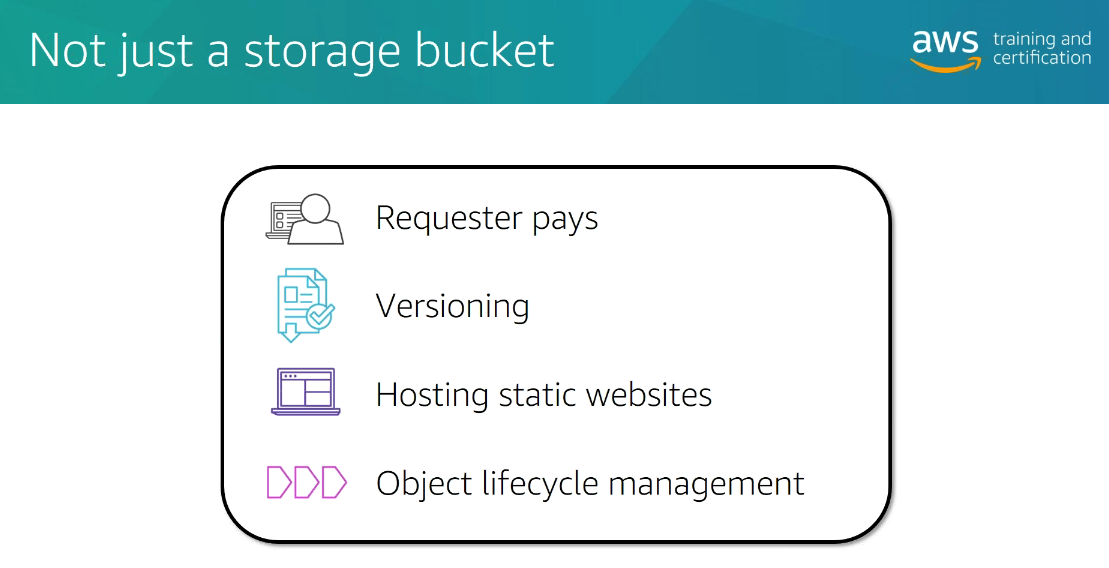 Not just a storage bucket
aws training and
certification
Requester pays
Versioning
Hosting static websites
Object lifecycle management